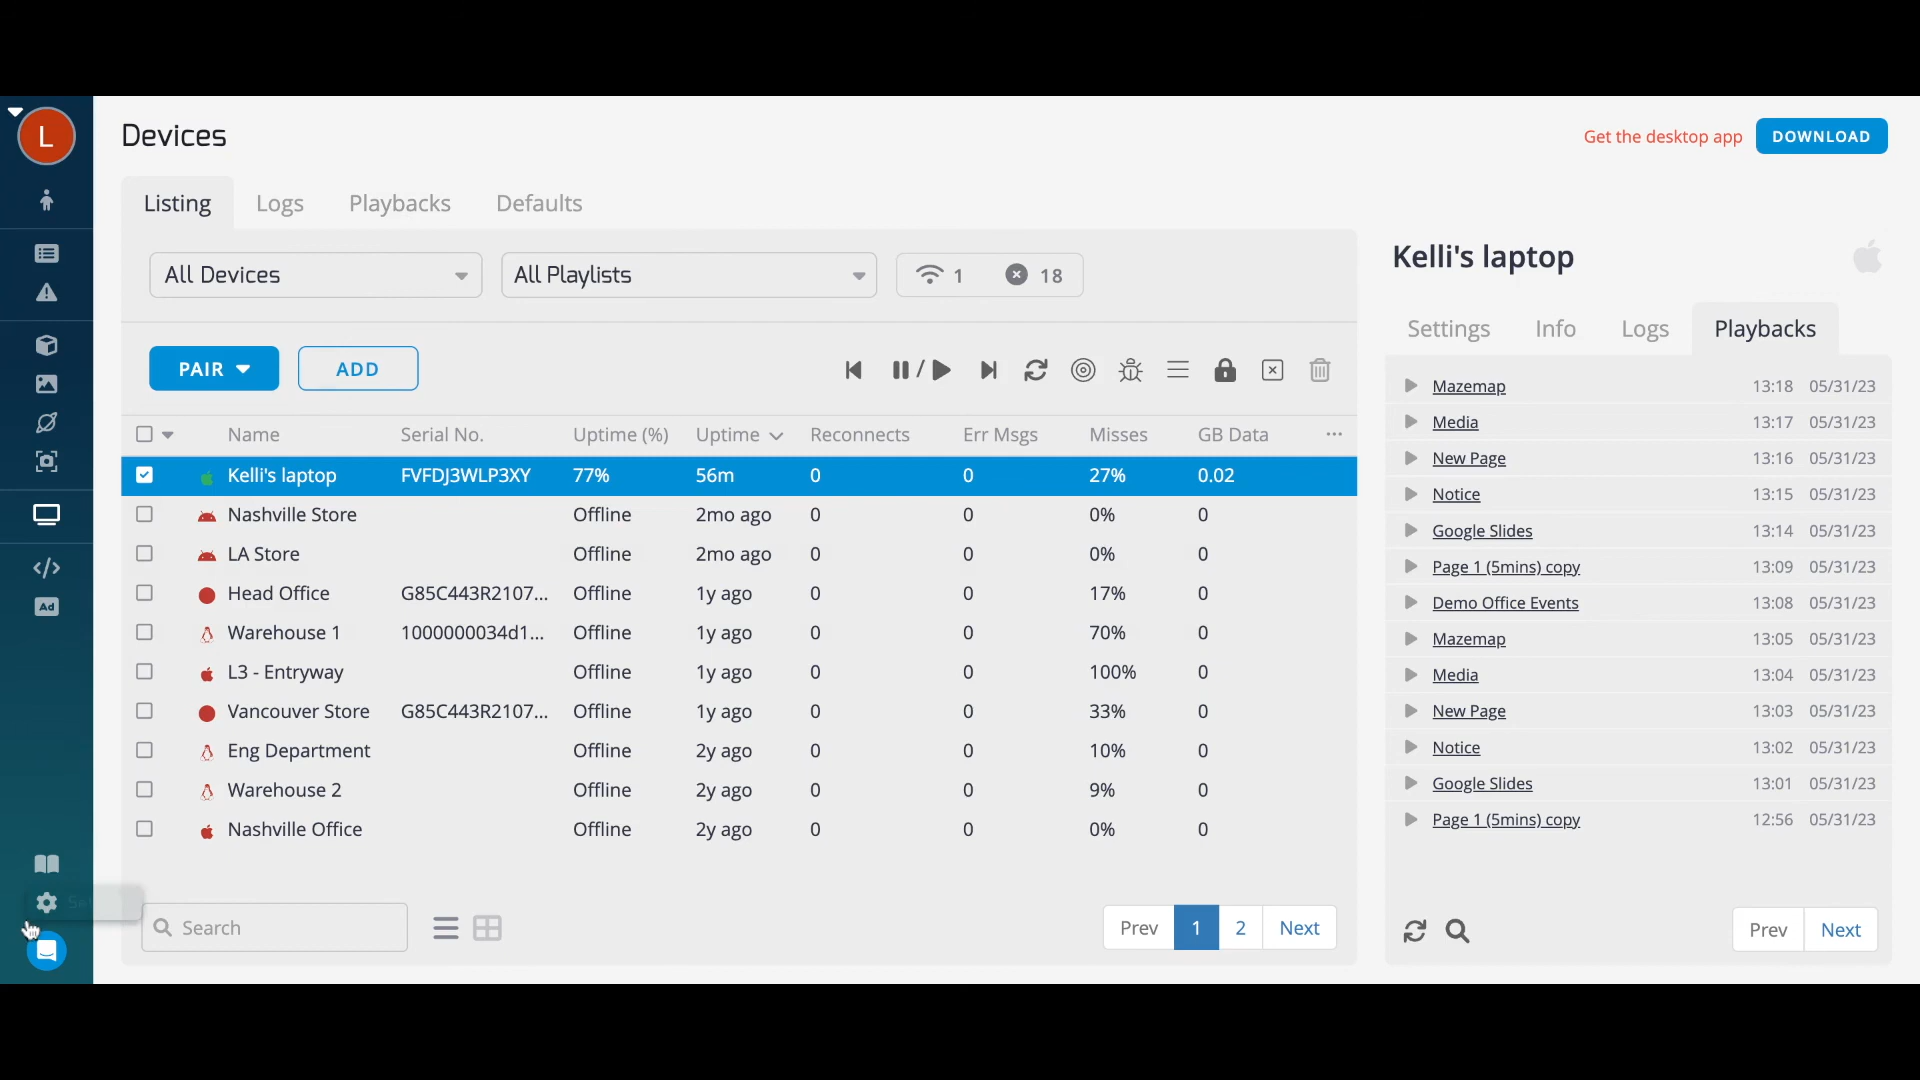 L
Devices
Get the desktop app DOWNLOAD
Listing Logs Playbacks Defaults
All Devices All Playlists 1 18
Kelli's laptop
Settings Info Logs Playbacks
PAIR ADD /
Name Serial No. Uptime (%) Uptime Reconnects Err Msgs Misses GB Data ...
Kelli's laptop FVFDJ3WLP3XY 77% 56m 0 0 27% 0.02
Nashville Store Offline 2mo ago 0 0 0% 0
LA Store Offline 2mo ago 0 0 0% 0
Head Office G85C443R2107... Offline 1y ago 0 0 17% 0
Warehouse 1 1000000034d1... Offline 1y ago 0 0 70% 0
L3 - Entryway Offline 1y ago 0 0 100% 0
Vancouver Store G85C443R2107... Offline 1y ago 0 0 33% 0
Eng Department Offline 2y ago 0 0 10% 0
Warehouse 2 Offline 2y ago 0 0 9% 0
Nashville Office Offline 2y ago 0 0 0% 0
Search
Prev 1 2 Next
Mazemap 13:18 05/31/23
Media 13:17 05/31/23
New Page 13:16 05/31/23
Notice 13:15 05/31/23
Google Slides 13:14 05/31/23
Page 1 (5mins) copy 13:09 05/31/23
Demo Office Events 13:08 05/31/23
Mazemap 13:05 05/31/23
Media 13:04 05/31/23
New Page 13:03 05/31/23
Notice 13:02 05/31/23
Google Slides 13:01 05/31/23
Page 1 (5mins) copy 12:56 05/31/23
Prev Next
Ad